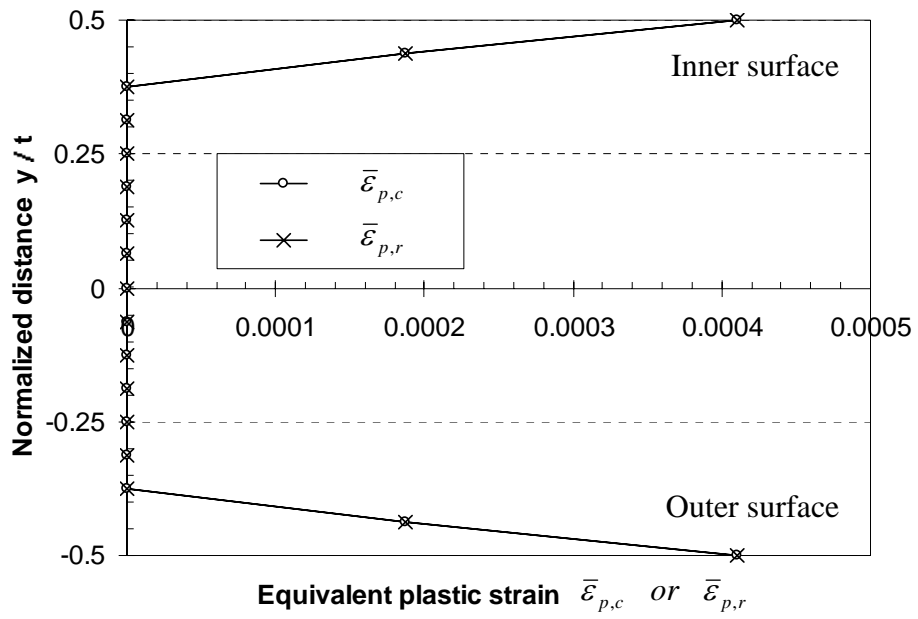 0.5
Inner surface
0.25
ε̄p,c
ε̄p,r
Normalized distance y / t
0
0 0.0001 0.0002 0.0003 0.0004 0.0005
-0.25
Outer surface
-0.5
Equivalent plastic strain ε̄p,c or ε̄p,r